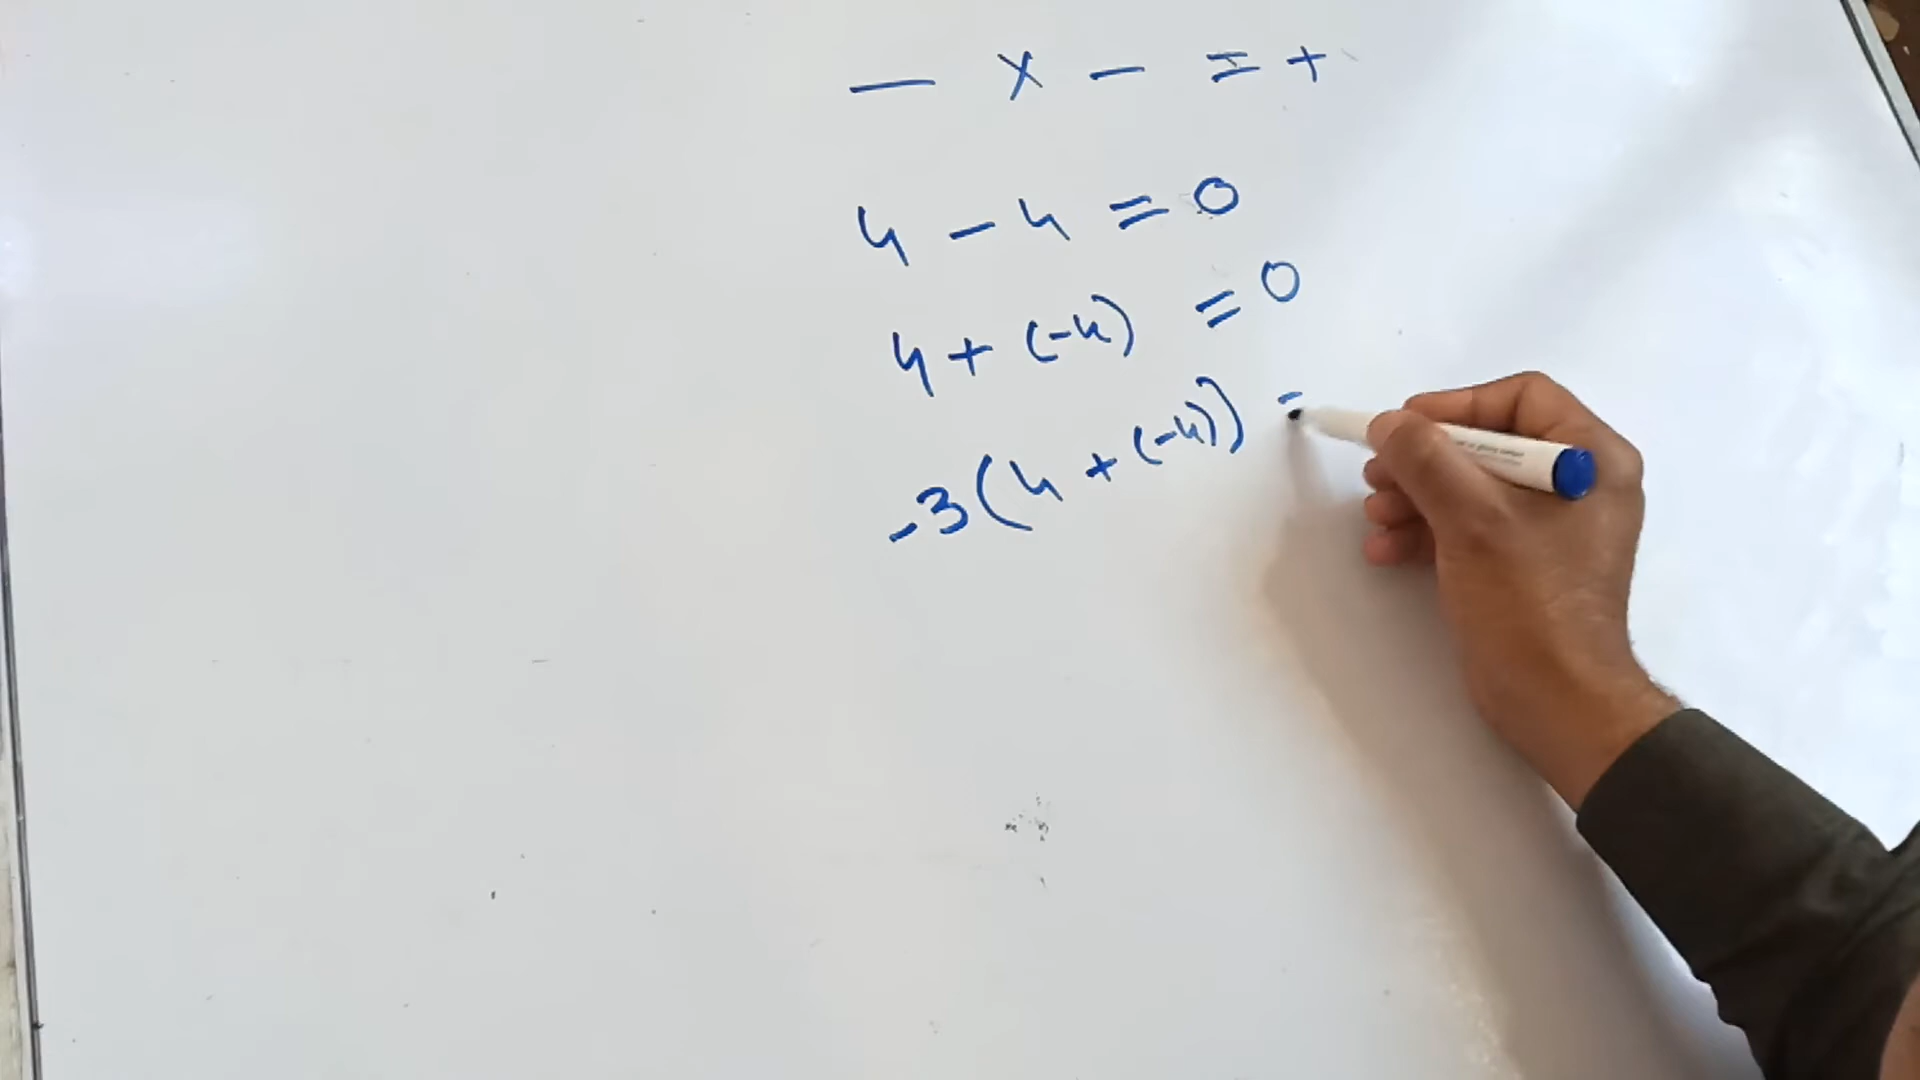 — × - = +
4 - 4 = 0
4 + (-4) = 0
-3(4 + (-4)) =